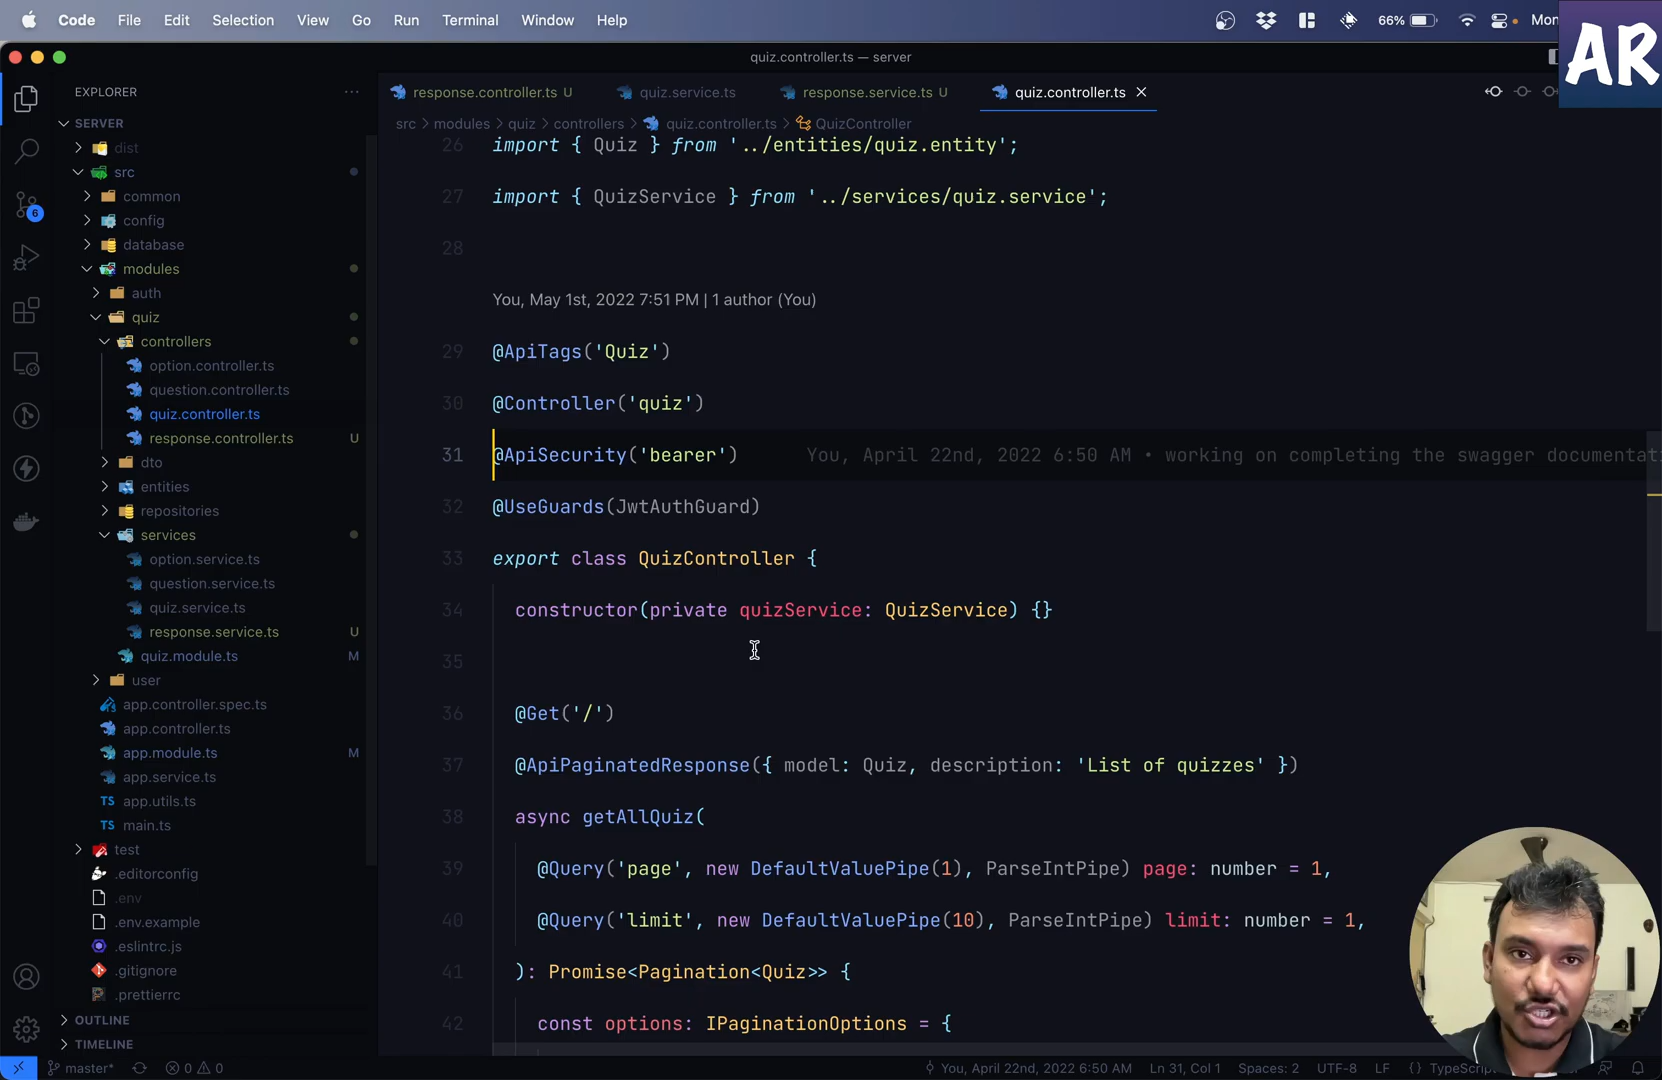 Code File Edit Selection View Go Run Terminal Window Help 66% Mon
AR
quiz.controller.ts — server
EXPLORER
response.controller.ts U quiz.service.ts response.service.ts U quiz.controller.ts
SERVER
src > modules > quiz > controllers > quiz.controller.ts > QuizController
dist
src
common
config
database
modules
auth
quiz
controllers
option.controller.ts
question.controller.ts
quiz.controller.ts
response.controller.ts U
dto
entities
repositories
services
option.service.ts
question.service.ts
quiz.service.ts
response.service.ts U
quiz.module.ts M
user
app.controller.spec.ts
app.controller.ts
app.module.ts M
app.service.ts
TS app.utils.ts
TS main.ts
test
.editorconfig
.env
.env.example
.eslintrc.js
.gitignore
.prettierrc
OUTLINE
TIMELINE
6
26 import { Quiz } from '../entities/quiz.entity';
27 import { QuizService } from '../services/quiz.service';
28
You, May 1st, 2022 7:51 PM | 1 author (You)
29 @ApiTags('Quiz')
30 @Controller('quiz')
31 @ApiSecurity('bearer') You, April 22nd, 2022 6:50 AM • working on completing the swagger
32 @UseGuards(JwtAuthGuard)
33 export class QuizController {
34 constructor(private quizService: QuizService) {}
35
36 @Get('/')
37 @ApiPaginatedResponse({ model: Quiz, description: 'List of quizzes' })
38 async getAllQuiz(
39 @Query('page', new DefaultValuePipe(1), ParseIntPipe) page: number = 1,
40 @Query('limit', new DefaultValuePipe(10), ParseIntPipe) limit: number = 1,
41 ): Promise<Pagination<Quiz>> {
42 const options: IPaginationOptions = {
master* 0 0 You, April 22nd, 2022 6:50 AM Ln 31, Col 1 Spaces: 2 UTF-8 LF {}